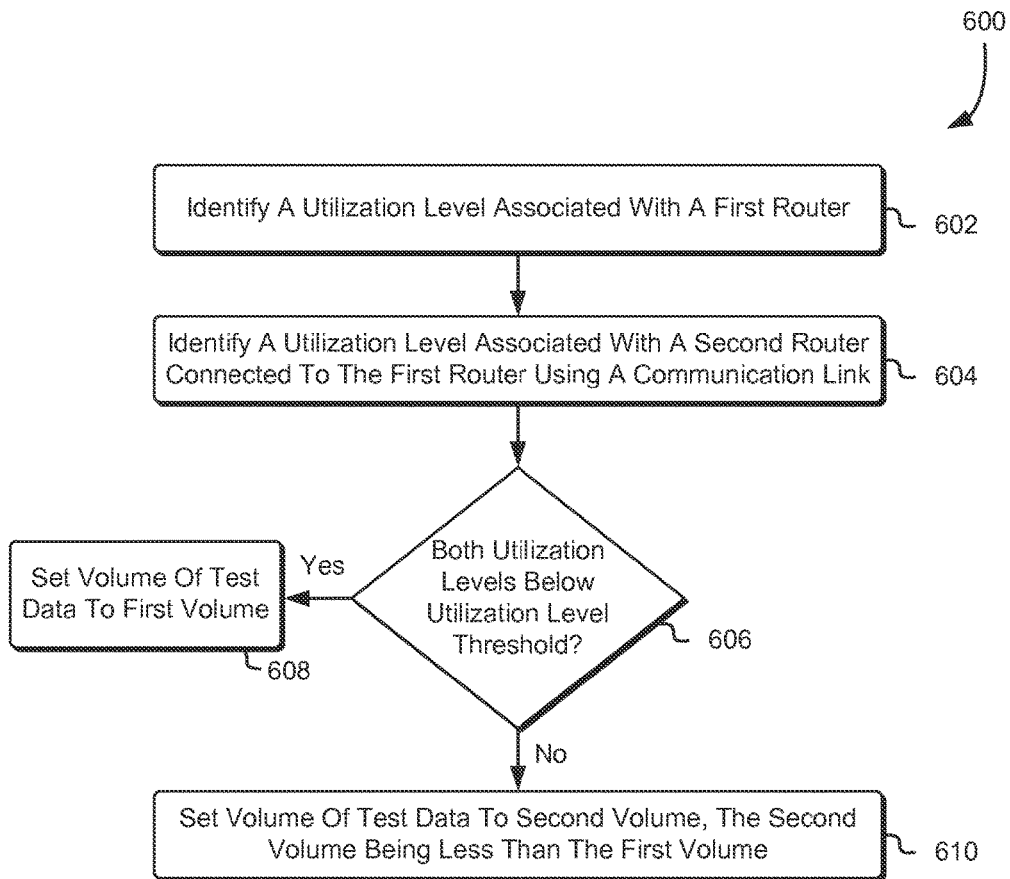 600
Identify A Utilization Level Associated With A First Router
602
Identify A Utilization Level Associated With A Second Router
Connected To The First Router Using A Communication Link
604
Both Utilization
Levels Below
Utilization Level
Threshold?
606
Yes
Set Volume Of Test
Data To First Volume
608
No
Set Volume Of Test Data To Second Volume, The Second
Volume Being Less Than The First Volume
610